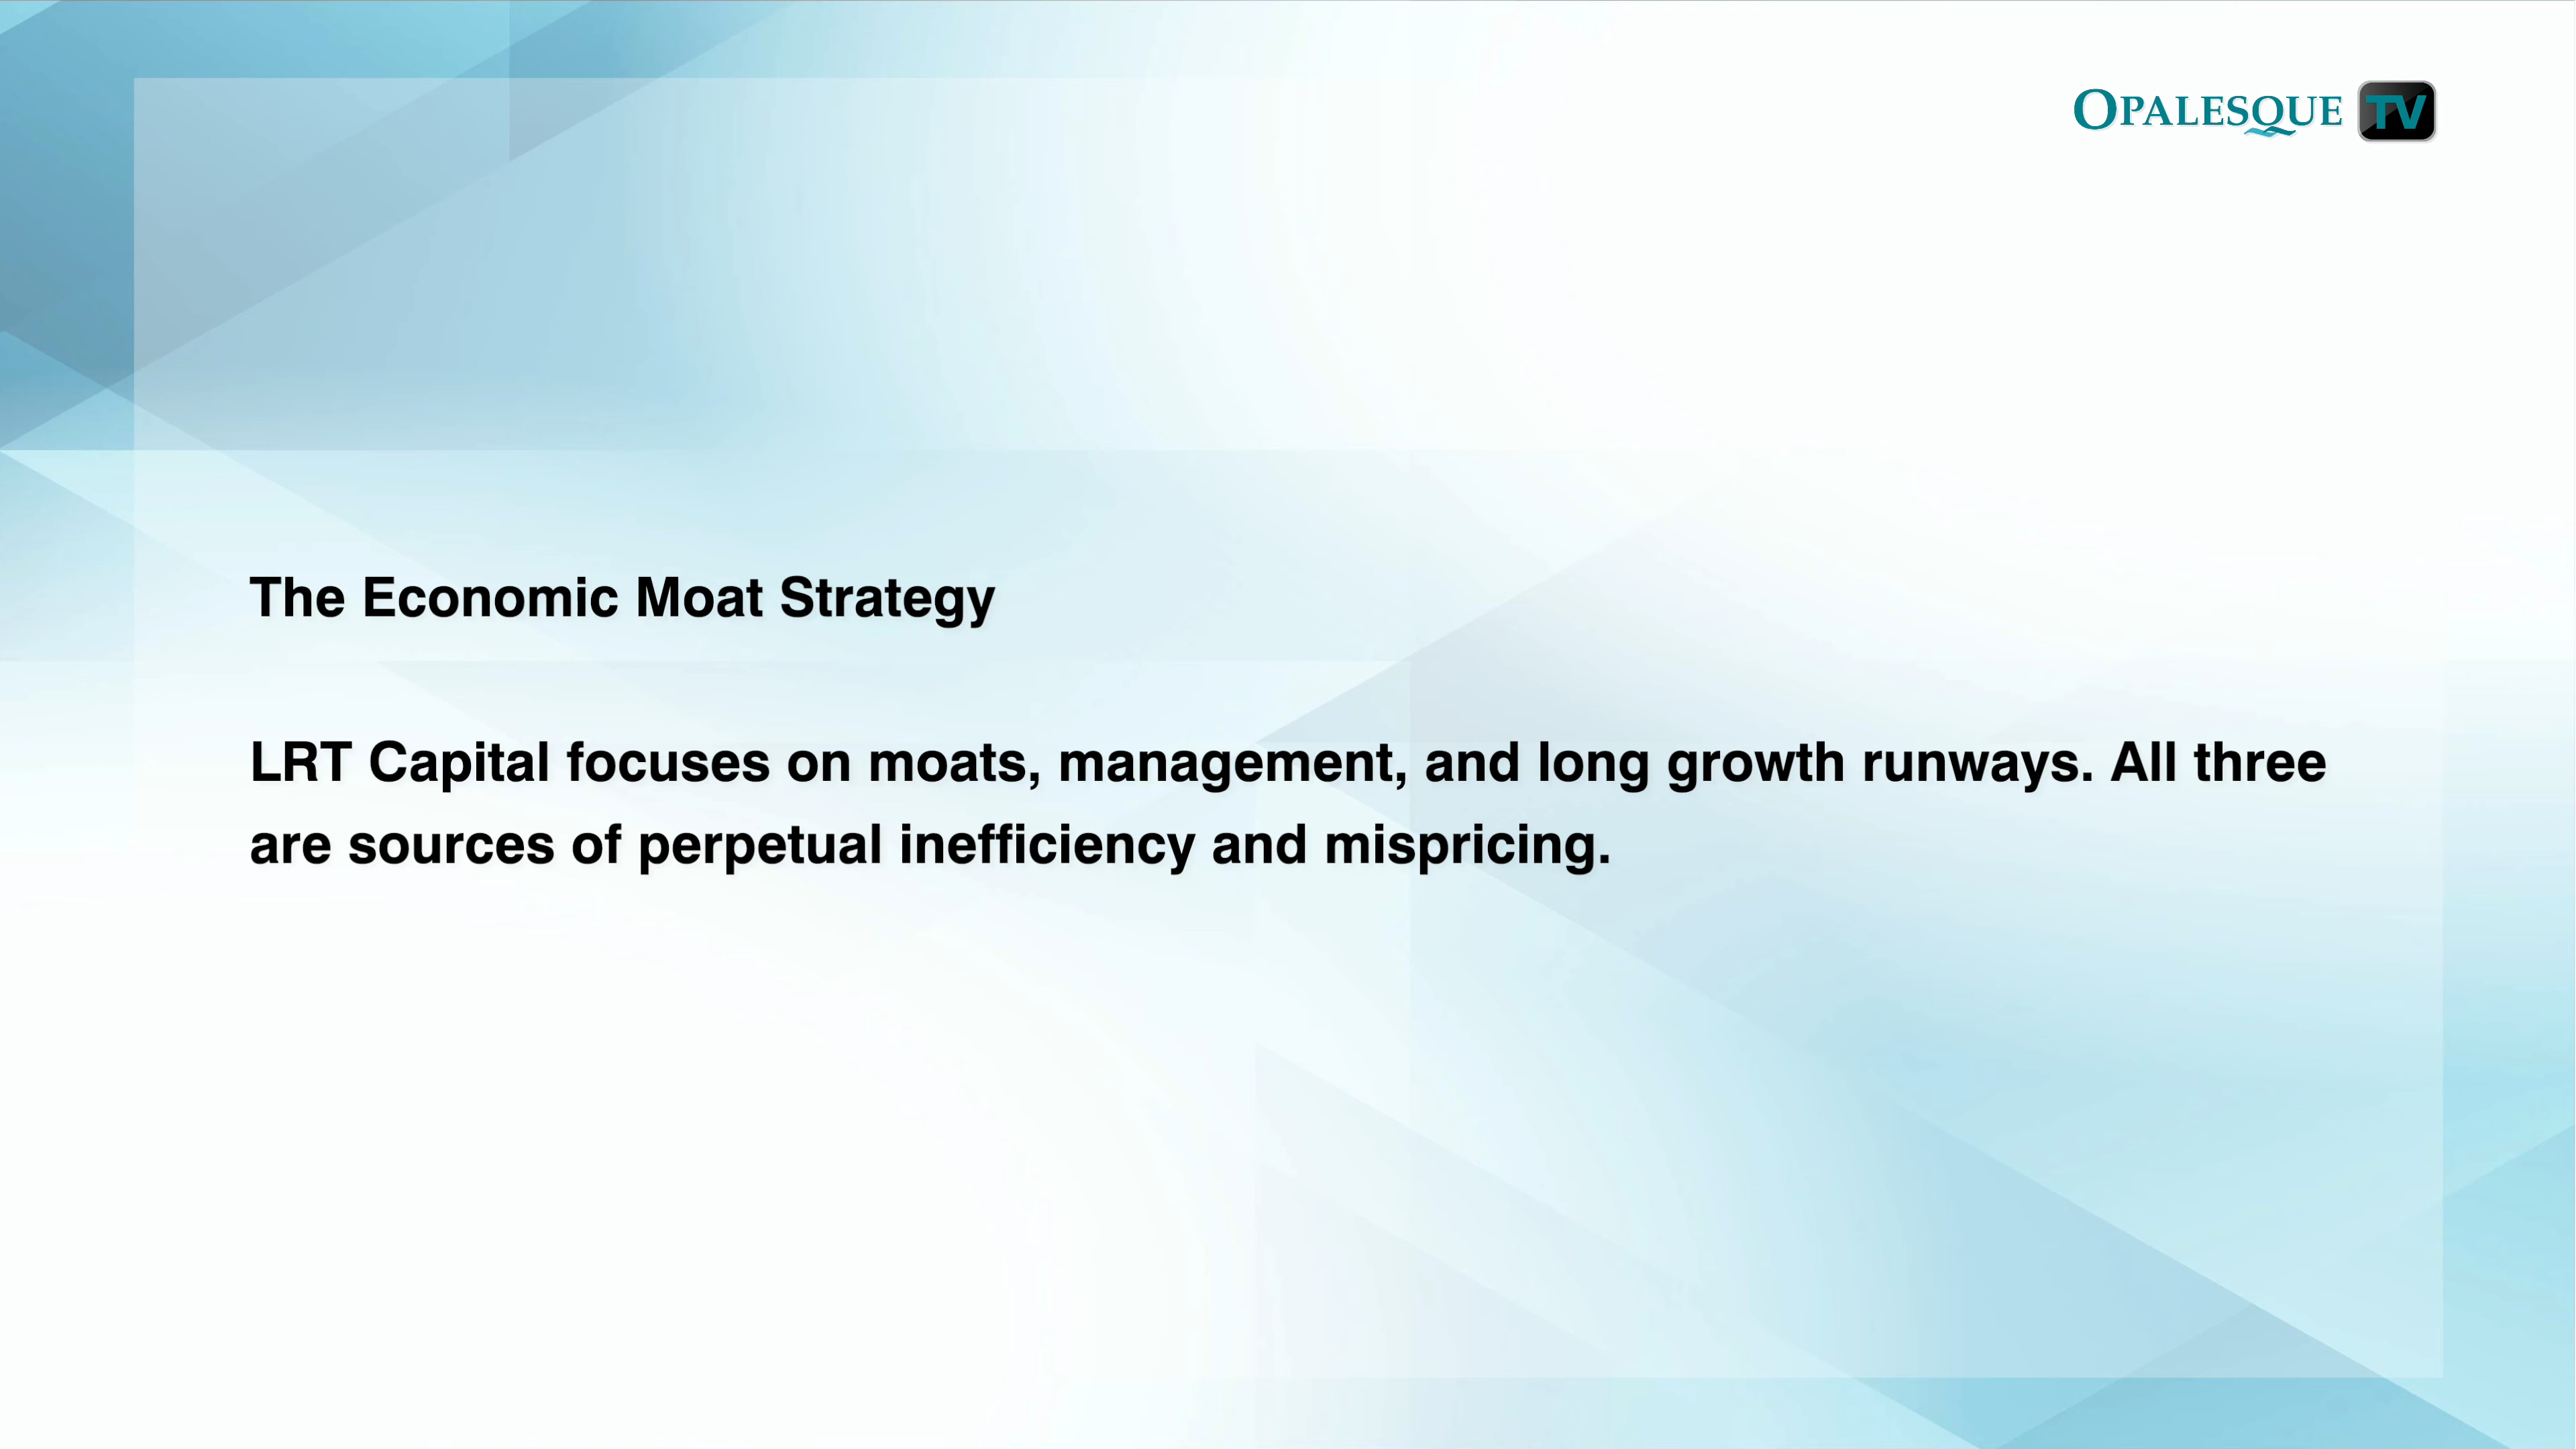 OPALESQUE TV
The Economic Moat Strategy
LRT Capital focuses on moats, management, and long growth runways. All three
are sources of perpetual inefficiency and mispricing.